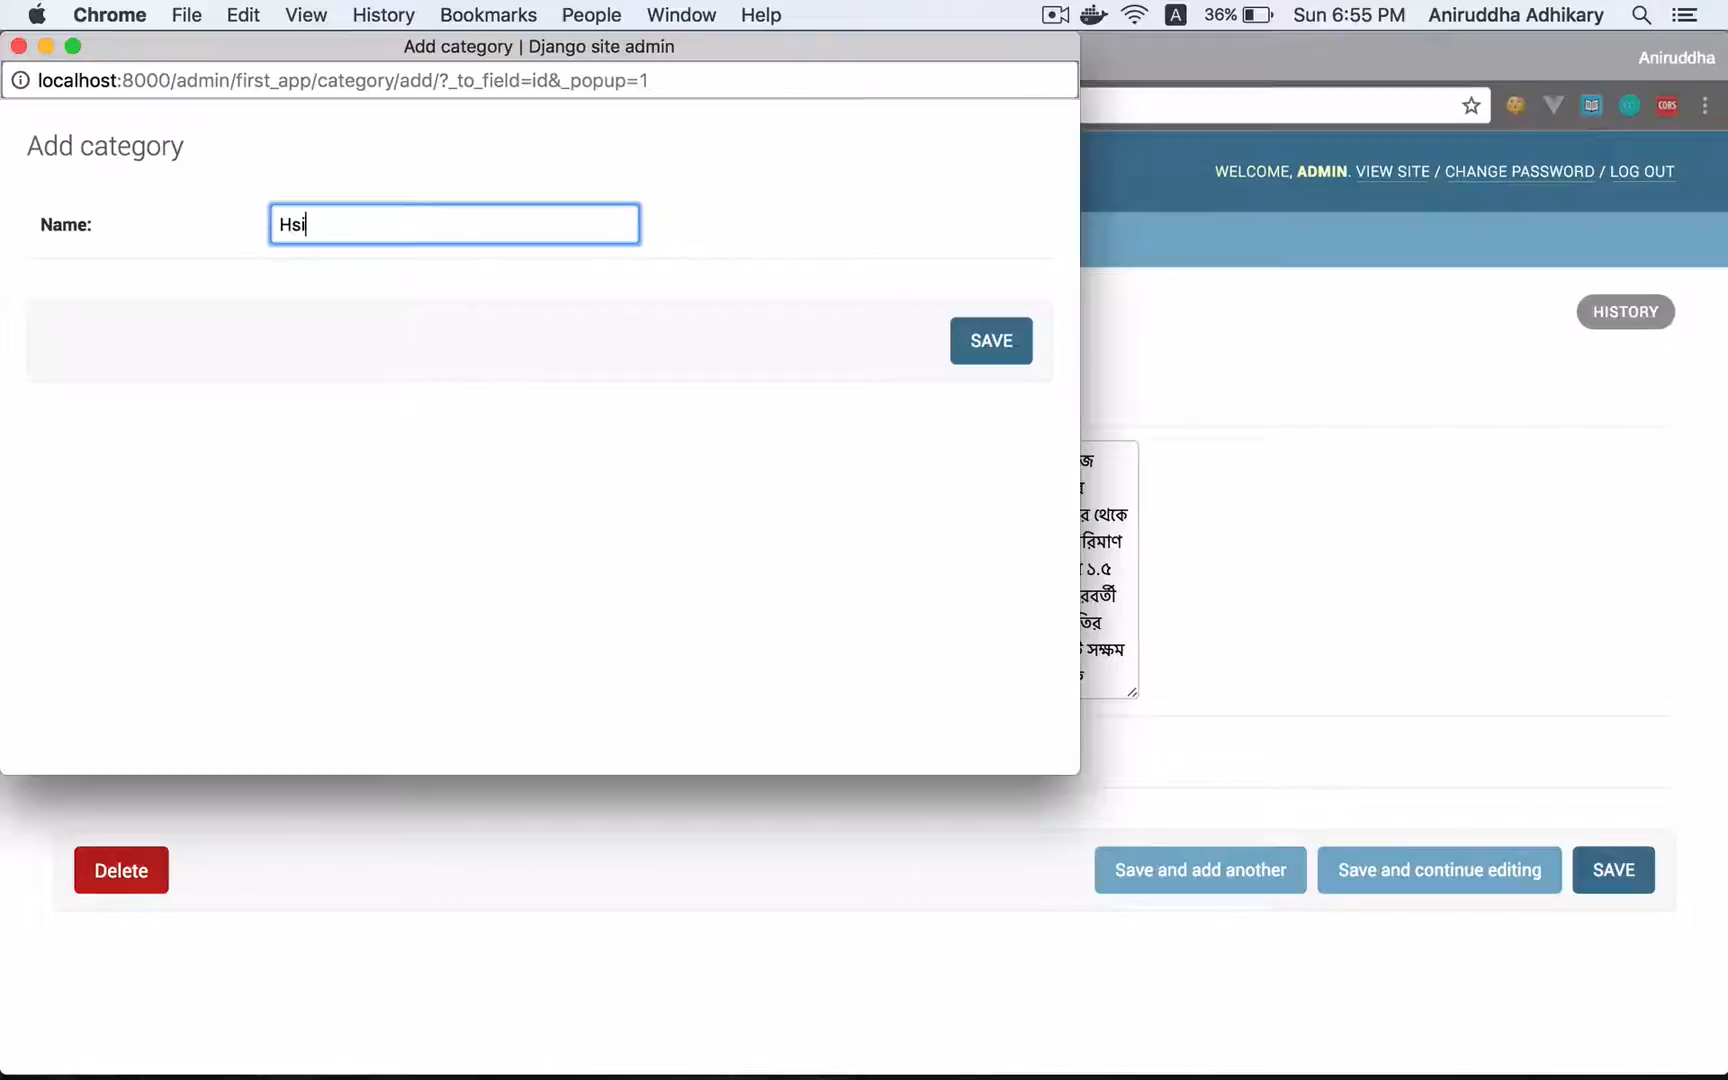 Chrome File Edit View History Bookmarks People Window Help A 36% Sun 6:55 PM Aniruddha Adhikary
Add category | Django site admin
Aniruddha
localhost:8000/admin/first_app/category/add/?_to_field=id&_popup=1
CORS
Add category
WELCOME, ADMIN. VIEW SITE / CHANGE PASSWORD / LOG OUT
Name: Hsi
HISTORY
SAVE
র থেকে
রিমাণ
১.৫
রবর্তী
তির
সক্ষম
Delete Save and add another Save and continue editing SAVE